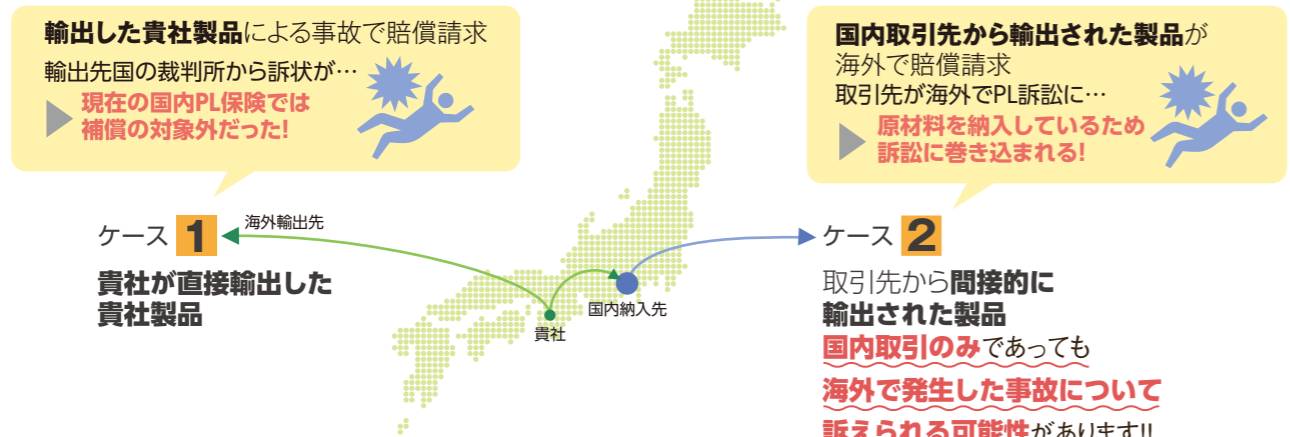 輸出した貴社製品による事故で賠償請求
輸出先国の裁判所から訴状が…
現在の国内PL保険では
補償の対象外だった!
国内取引先から輸出された製品が
海外で賠償請求
取引先が海外でPL訴訟に…
原材料を納入しているため
訴訟に巻き込まれる!
ケース 1
海外輸出先
貴社が直接輸出した
貴社製品
貴社
国内納入先
ケース 2
取引先から間接的に
輸出された製品
国内取引のみであっても
海外で発生した事故について
訴えられる可能性があります!!